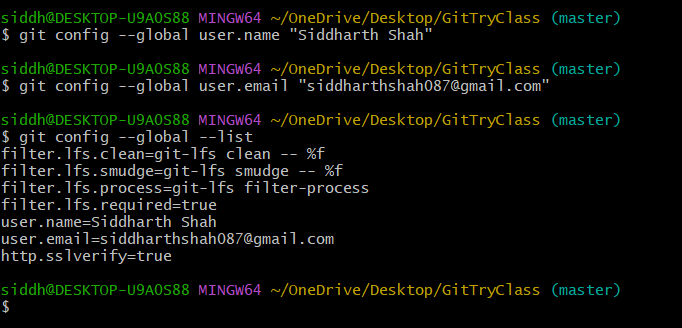 siddh@DESKTOP-U9A0S88 MINGW64 ~/OneDrive/Desktop/GitTryClass (master)
$ git config --global user.name "Siddharth Shah"
siddh@DESKTOP-U9A0S88 MINGW64 ~/OneDrive/Desktop/GitTryClass (master)
$ git config --global user.email "siddharthshah087@gmail.com"
siddh@DESKTOP-U9A0S88 MINGW64 ~/OneDrive/Desktop/GitTryClass (master)
$ git config --global --list
filter.lfs.clean=git-lfs clean -- %f
filter.lfs.smudge=git-lfs smudge -- %f
filter.lfs.process=git-lfs filter-process
filter.lfs.required=true
user.name=Siddharth Shah
user.email=siddharthshah087@gmail.com
http.sslverify=true
siddh@DESKTOP-U9A0S88 MINGW64 ~/OneDrive/Desktop/GitTryClass (master)
$